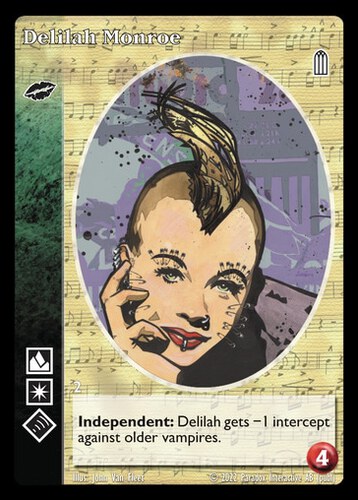 Delilah Monroe
2
Independent: Delilah gets −1 intercept
against older vampires.
4
Illus: John Van Fleet
© 2022 Paradox Interactive AB (publ)